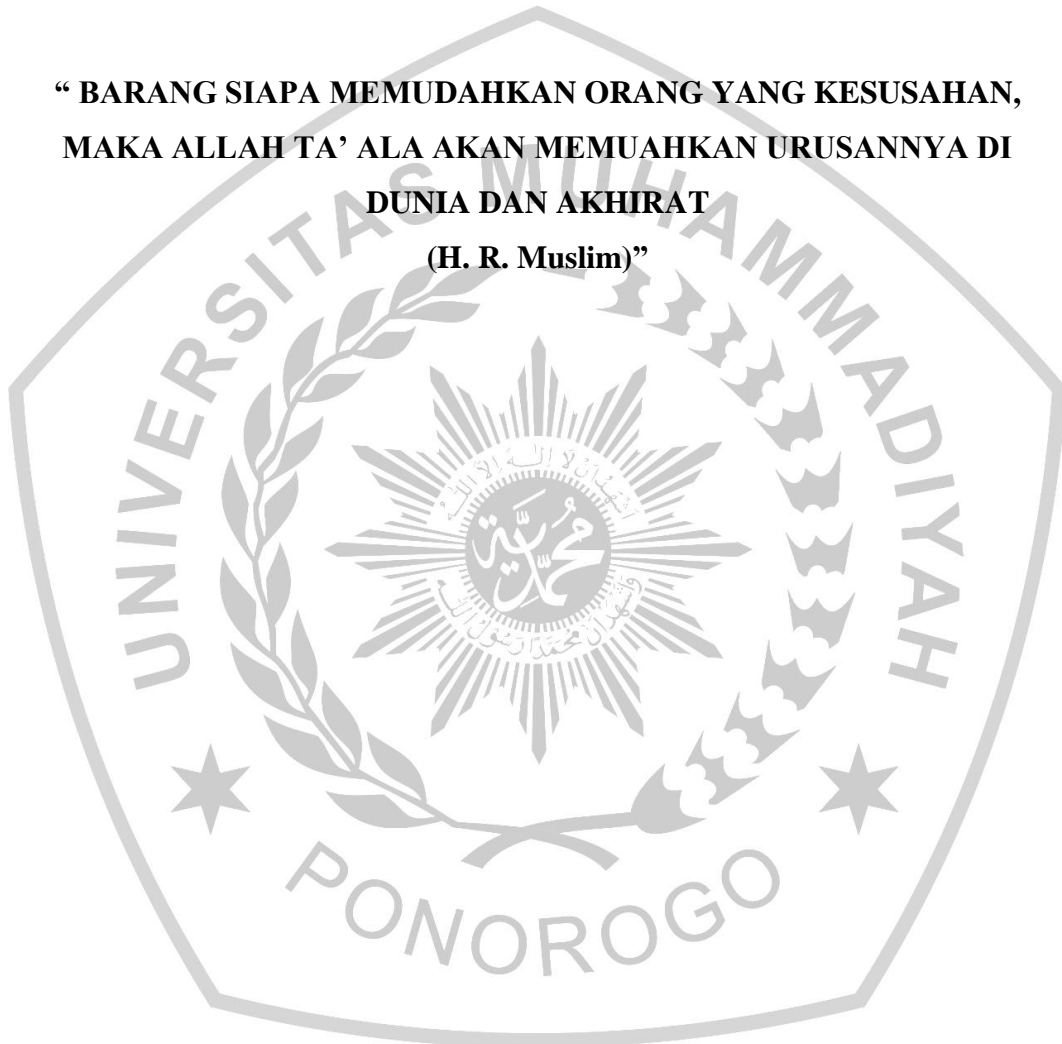 “ BARANG SIAPA MEMUDAHKAN ORANG YANG KESUSAHAN,
MAKA ALLAH TA’ ALA AKAN MEMUAHKAN URUSANNYA DI
DUNIA DAN AKHIRAT
(H. R. Muslim)”
UNIVERSITAS MUHAMMADIYAH
PONOROGO